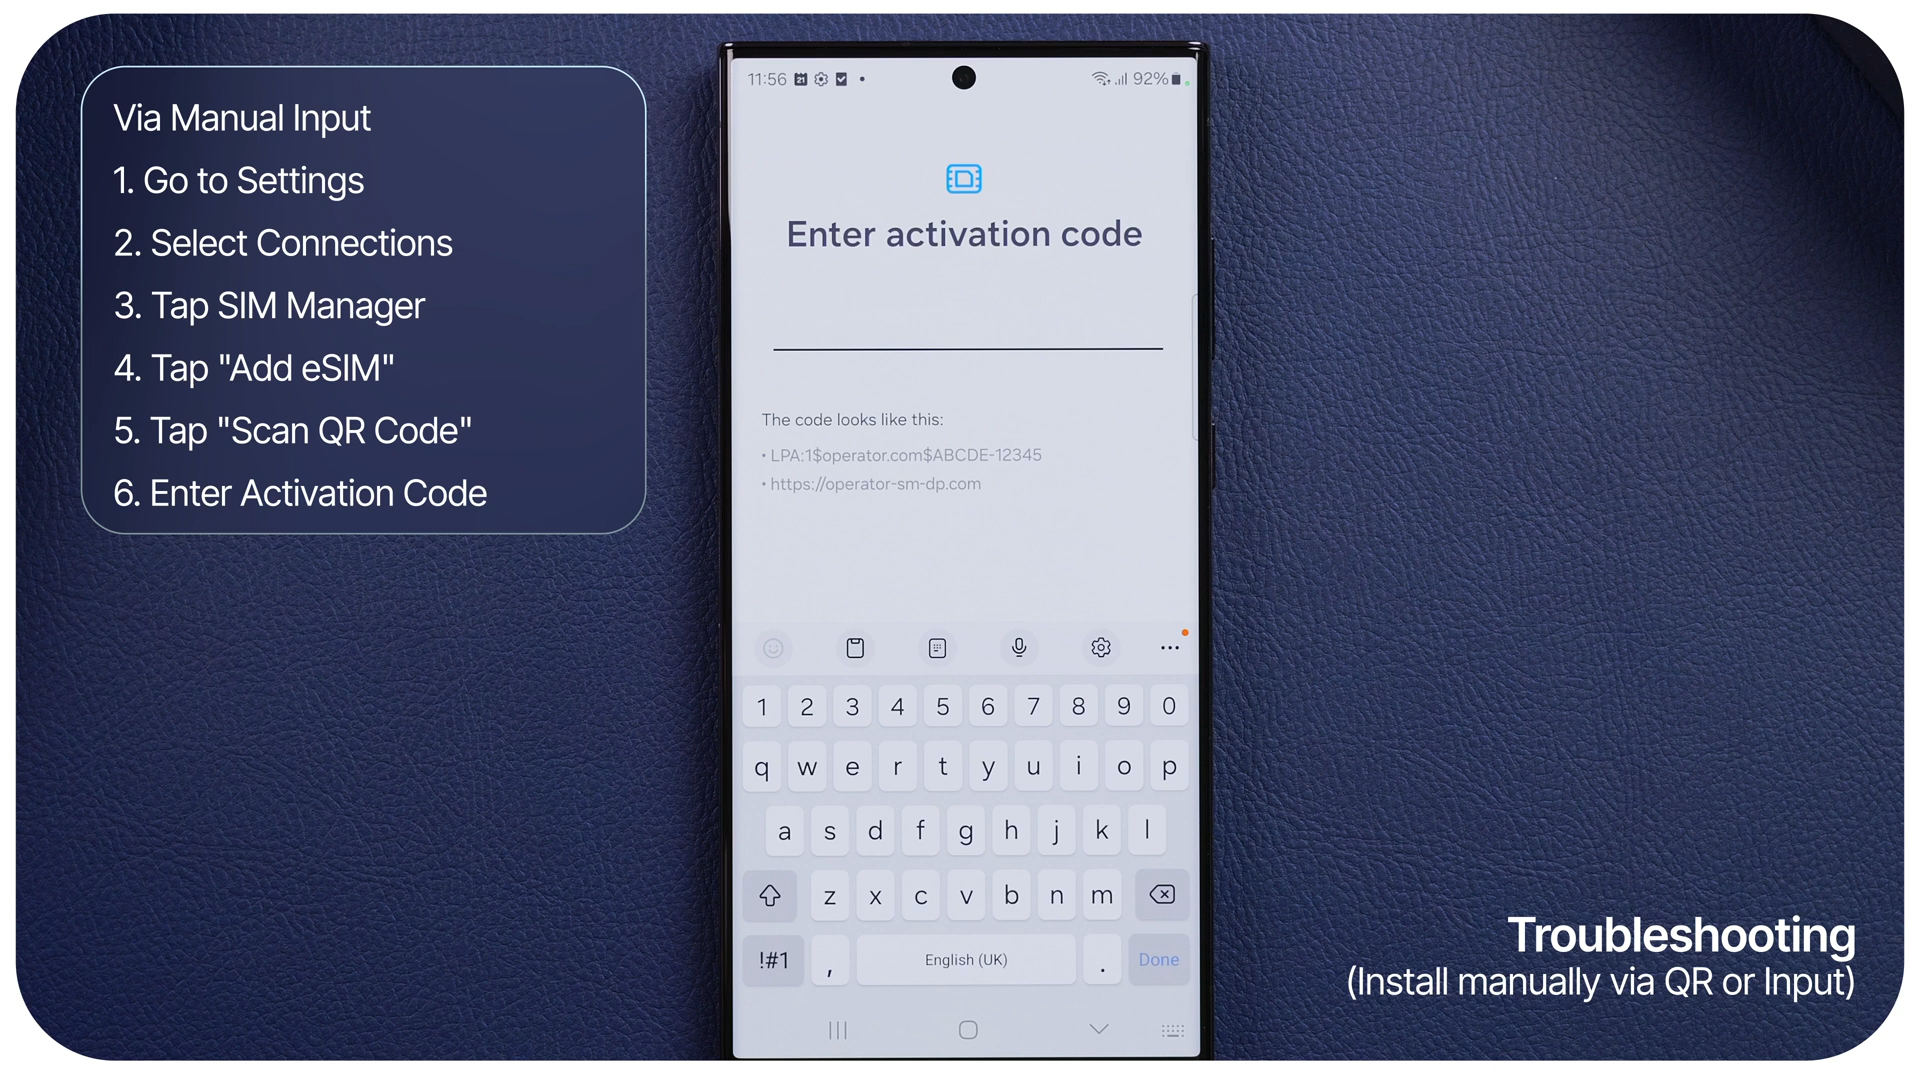 Via Manual Input
1. Go to Settings
2. Select Connections
3. Tap SIM Manager
4. Tap "Add eSIM"
5. Tap "Scan QR Code"
6. Enter Activation Code
11:56 92%
Enter activation code
The code looks like this:
• LPA:1$operator.com$ABCDE-12345
• https://operator-sm-dp.com
1 2 3 4 5 6 7 8 9 0
q w e r t y u i o p
a s d f g h j k l
z x c v b n m
!#1 , English (UK) . Done
Troubleshooting
(Install manually via QR or Input)